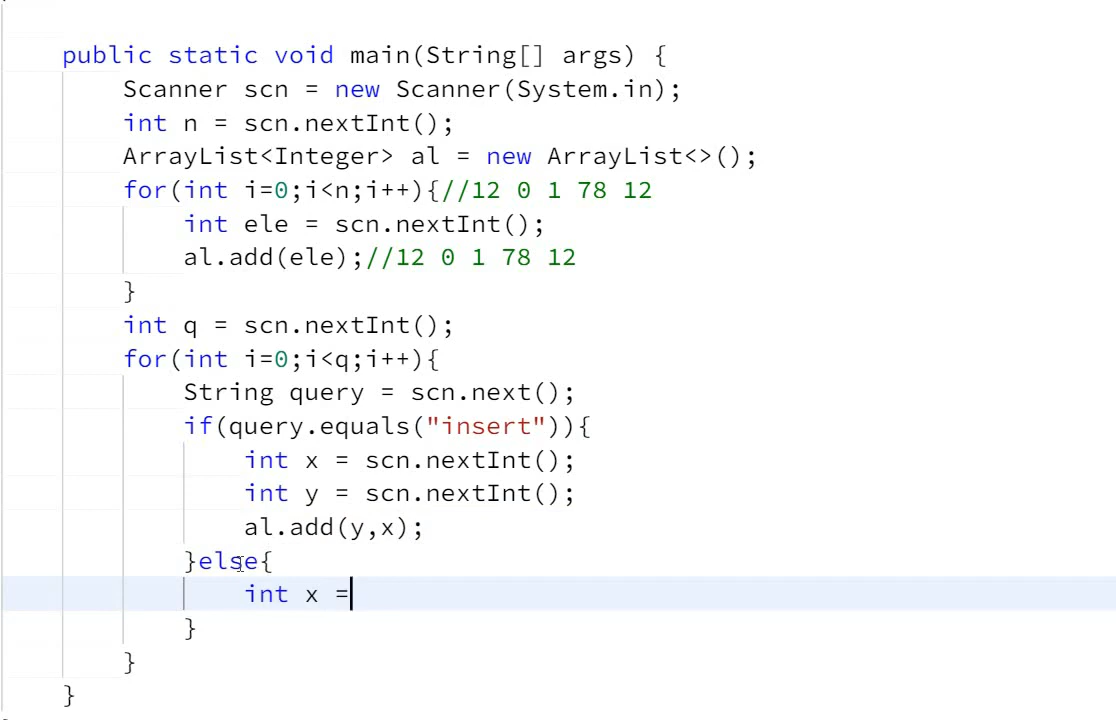 public static void main(String[] args) {
Scanner scn = new Scanner(System.in);
int n = scn.nextInt();
ArrayList<Integer> al = new ArrayList<>();
for(int i=0;i<n;i++){//12 0 1 78 12
int ele = scn.nextInt();
al.add(ele);//12 0 1 78 12
}
int q = scn.nextInt();
for(int i=0;i<q;i++){
String query = scn.next();
if(query.equals("insert")){
int x = scn.nextInt();
int y = scn.nextInt();
al.add(y,x);
}else{
int x =
}
}
}